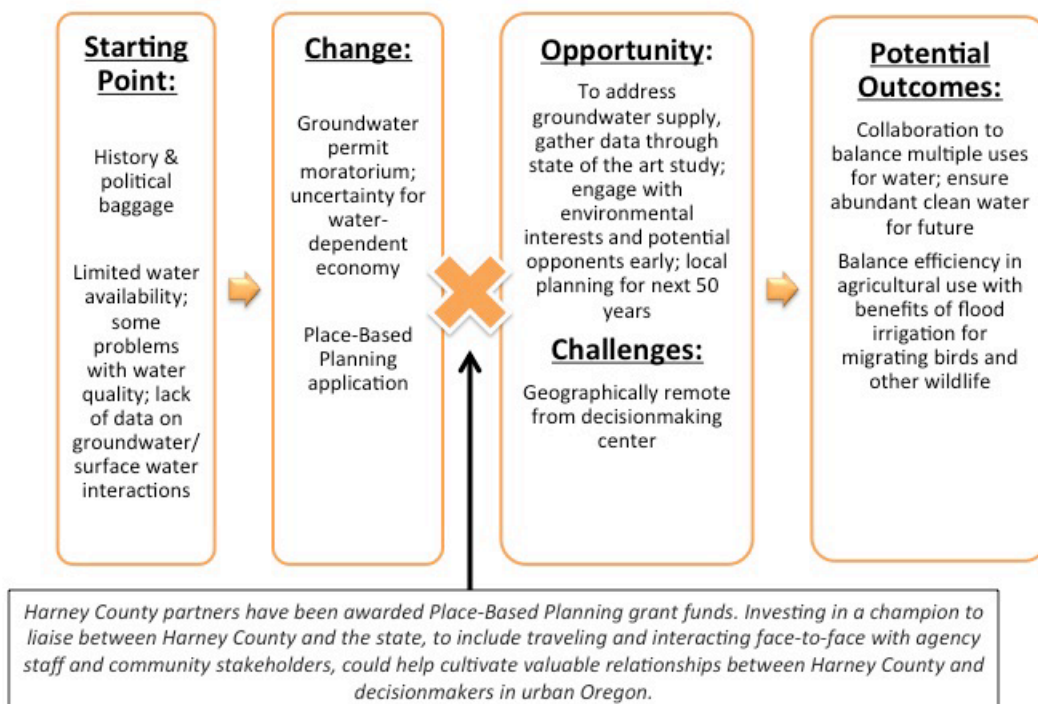 Starting
Point:
History &
political
baggage
Limited water
availability;
some
problems
with water
quality; lack
of data on
groundwater/
surface water
interactions
Change:
Groundwater
permit
moratorium;
uncertainty for
water-
dependent
economy
Place-Based
Planning
application
Opportunity:
To address
groundwater supply,
gather data through
state of the art study;
engage with
environmental
interests and potential
opponents early; local
planning for next 50
years
Challenges:
Geographically remote
from decisionmaking
center
Potential
Outcomes:
Collaboration to
balance multiple uses
for water; ensure
abundant clean water
for future
Balance efficiency in
agricultural use with
benefits of flood
irrigation for
migrating birds and
other wildlife
Harney County partners have been awarded Place-Based Planning grant funds. Investing in a champion to
liaise between Harney County and the state, to include traveling and interacting face-to-face with agency
staff and community stakeholders, could help cultivate valuable relationships between Harney County and
decisionmakers in urban Oregon.